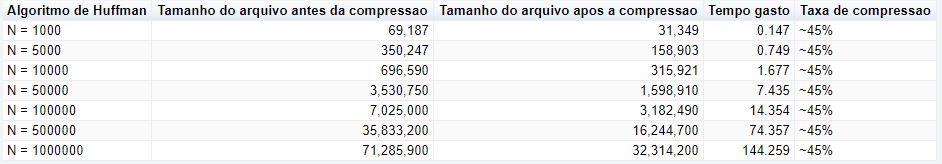 Algoritmo de Huffman Tamanho do arquivo antes da compressao Tamanho do arquivo apos a compressao Tempo gasto Taxa de compressao
N = 1000 69,187 31,349 0.147 ~45%
N = 5000 350,247 158,903 0.749 ~45%
N = 10000 696,590 315,921 1.677 ~45%
N = 50000 3,530,750 1,598,910 7.435 ~45%
N = 100000 7,025,000 3,182,490 14.354 ~45%
N = 500000 35,833,200 16,244,700 74.357 ~45%
N = 1000000 71,285,900 32,314,200 144.259 ~45%